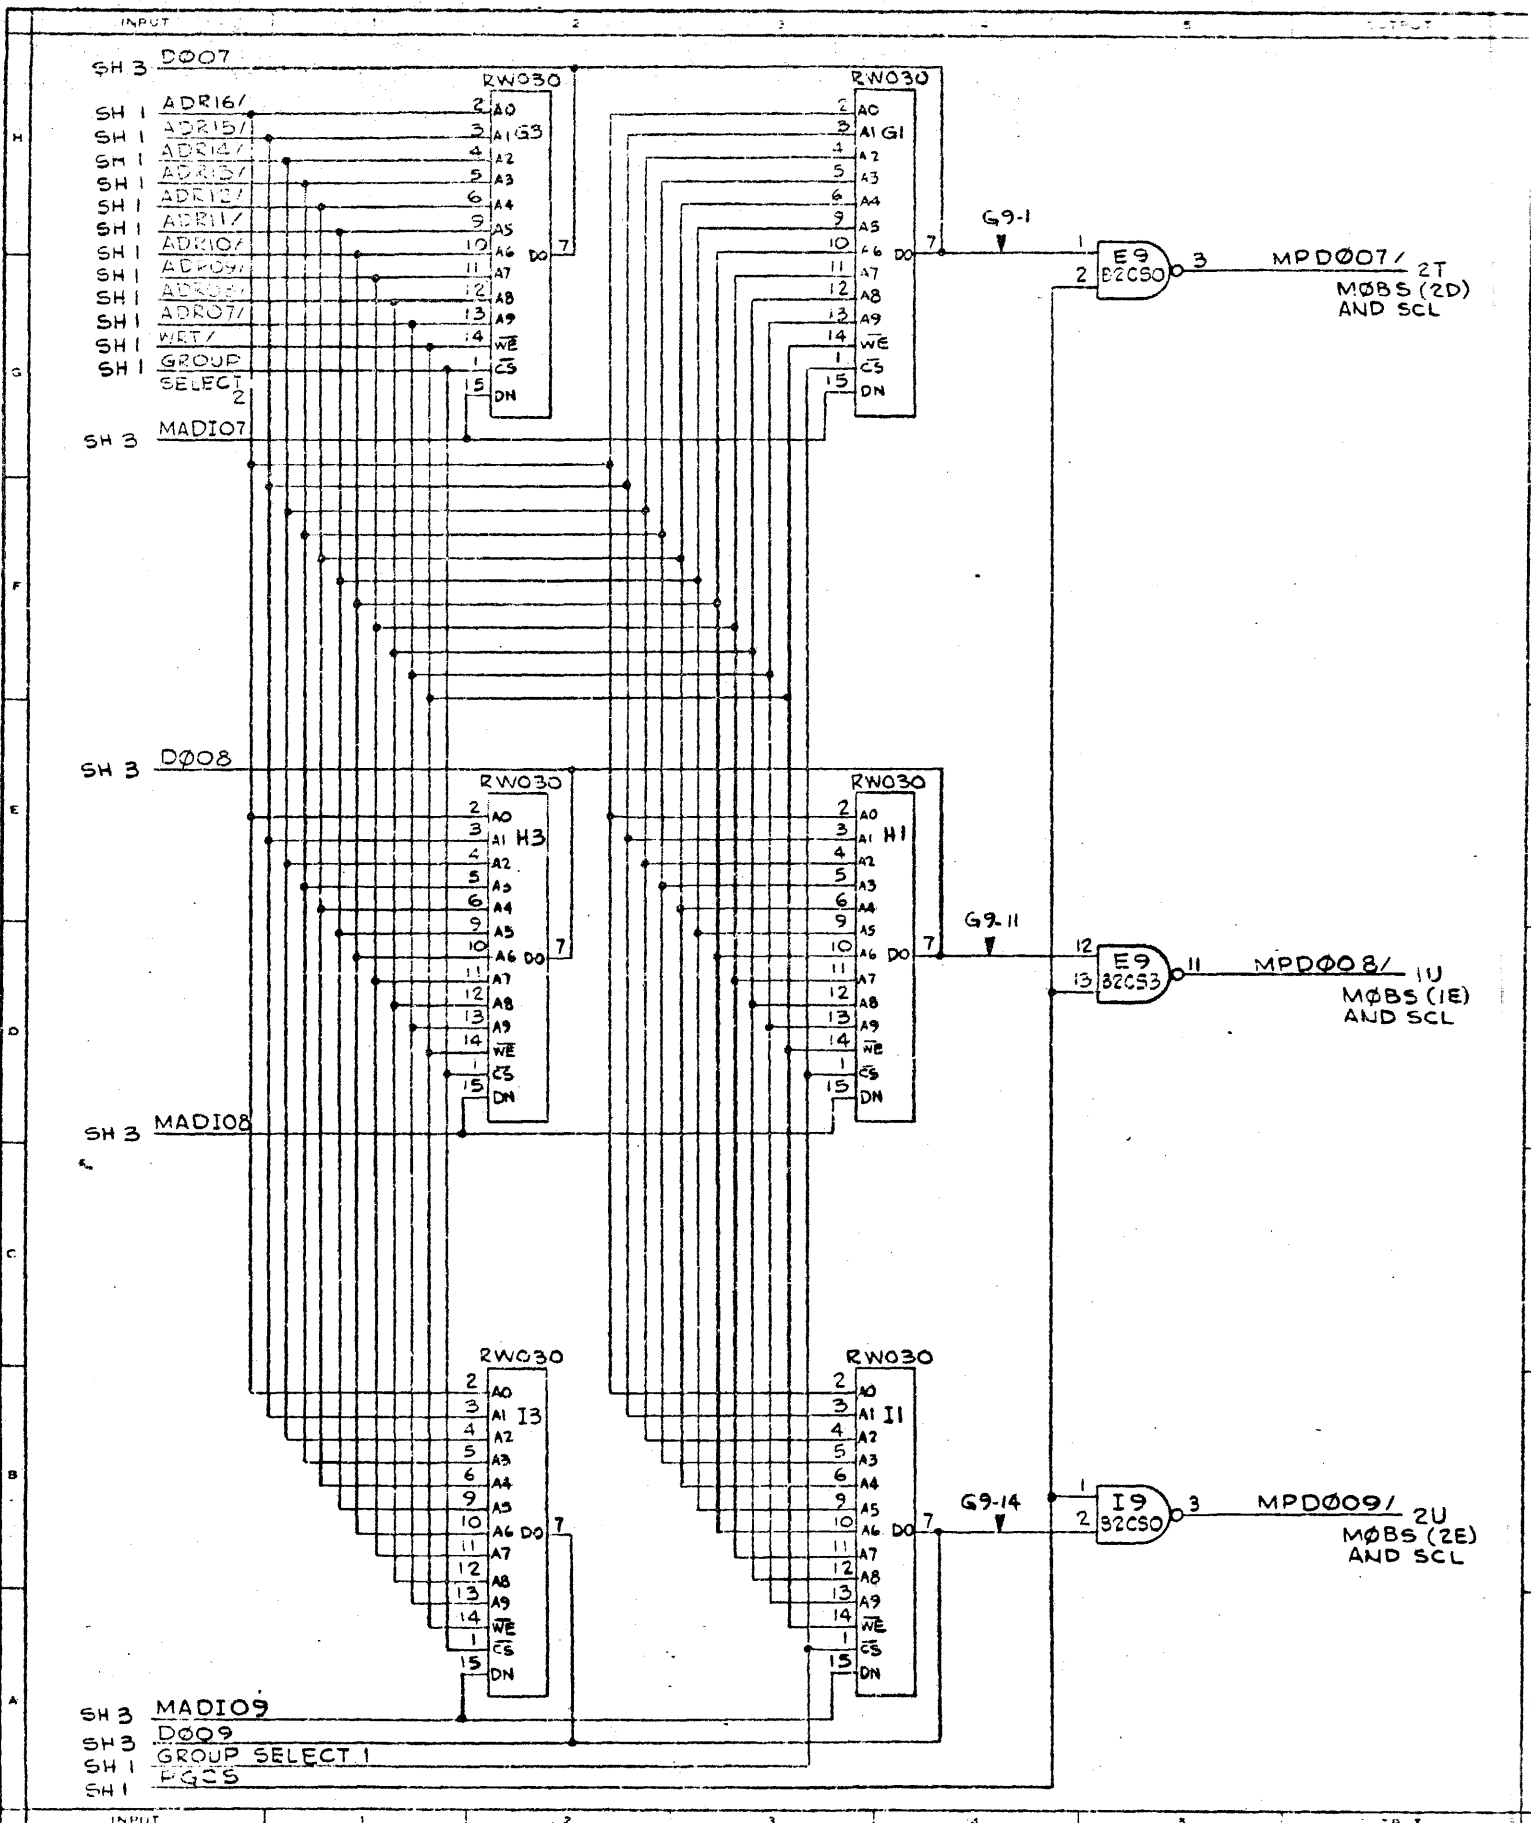 INPUT 1 2 3 4 5
SH 3 DØ07
RW030
RW030
SH 1 ADR16/
SH 1 ADR15/
SH 1 ADR14/
SH 1 ADR13/
SH 1 ADR12/
SH 1 ADR11/
SH 1 ADR10/
SH 1 ADR09/
SH 1 ADR08/
SH 1 ADR07/
SH 1 WRT/
SH 1 GROUP
SELECT
2
SH 3 MADI07
2 A0
3 A1 G3
4 A2
5 A3
6 A4
9 A5
10 A6 DO 7
11 A7
12 A8
13 A9
14 WE
1 CS
15 DN
2 A0
3 A1 G1
4 A2
5 A3
6 A4
9 A5
10 A6 DO 7
11 A7
12 A8
13 A9
14 WE
1 CS
15 DN
G9-1
1 E9 3
2 82CS0
MPDØ07/ 2T
MØBS (2D)
AND SCL
H
G
F
E
D
C
B
A
SH 3 DØ08
RW030
RW030
2 A0
3 A1 H3
4 A2
5 A3
6 A4
9 A5
10 A6 DO 7
11 A7
12 A8
13 A9
14 WE
1 CS
15 DN
2 A0
3 A1 H1
4 A2
5 A3
6 A4
9 A5
10 A6 DO 7
11 A7
12 A8
13 A9
14 WE
1 CS
15 DN
G9-11
12 E9 11
13 82CS3
MPDØ08/ 1U
MØBS (1E)
AND SCL
SH 3 MADI08
RW030
RW030
2 A0
3 A1 I3
4 A2
5 A3
6 A4
9 A5
10 A6 DO 7
11 A7
12 A8
13 A9
14 WE
1 CS
15 DN
2 A0
3 A1 I1
4 A2
5 A3
6 A4
9 A5
10 A6 DO 7
11 A7
12 A8
13 A9
14 WE
1 CS
15 DN
G9-14
1 I9 3
2 82CS0
MPDØ09/ 2U
MØBS (2E)
AND SCL
SH 3 MADI09
SH 3 DØ09
SH 1 GROUP SELECT 1
SH 1 PGCS
INPUT 1 2 3 4 5